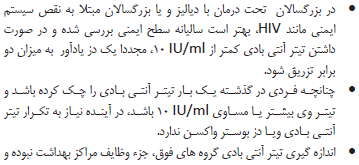 • در بزرگسالان تحت درمان با دیالیز و یا بزرگسالان مبتلا به نقص سیستم
ایمنی مانند HIV، بهتر است سالیانه سطح ایمنی بررسی شده و در صورت
داشتن تیتر آنتی بادی کمتر از ۱۰ IU/ml، مجددا یک دز یادآور به میزان دو
برابر تزریق شود.
• چنانچه فردی در گذشته یک بار تیتر آنتی بادی را چک کرده باشد و
تیتر وی بیشتر یا مساوی ۱۰ IU/ml باشد، در آینده نیاز به تکرار تیتر
آنتی بادی ویا دز بوستر واکسن ندارد.
• اندازه گیری تیتر آنتی بادی گروه های فوق، جزء وظایف مراکز بهداشت نبوده و